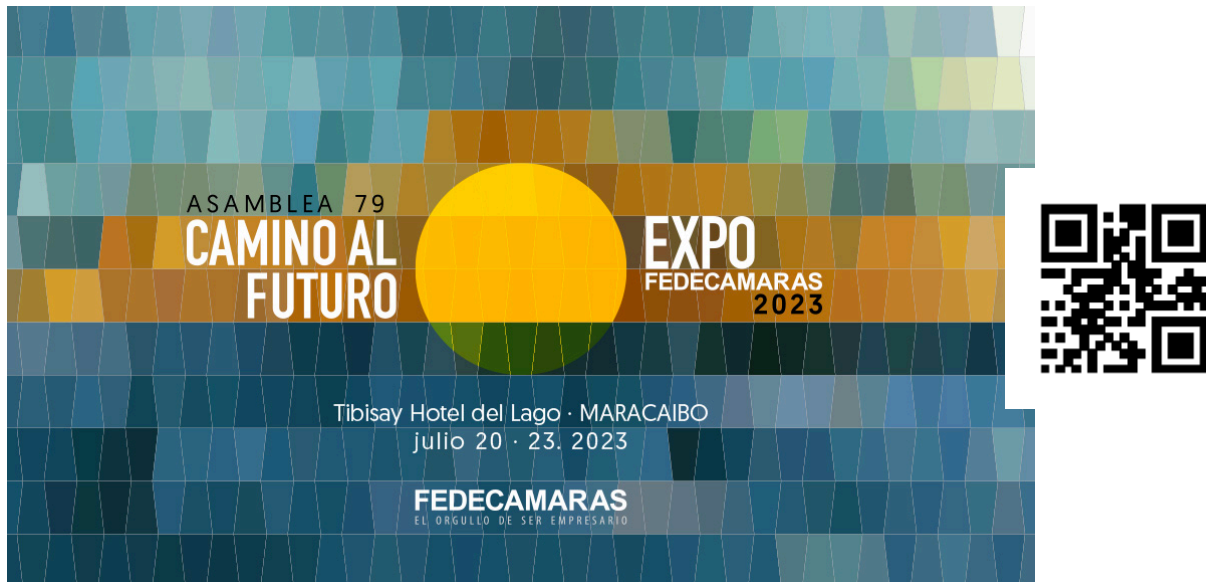 ASAMBLEA 79
CAMINO AL
FUTURO
EXPO
FEDECAMARAS
2023
Tibisay Hotel del Lago · MARACAIBO
julio 20 · 23. 2023
FEDECAMARAS
EL ORGULLO DE SER EMPRESARIO